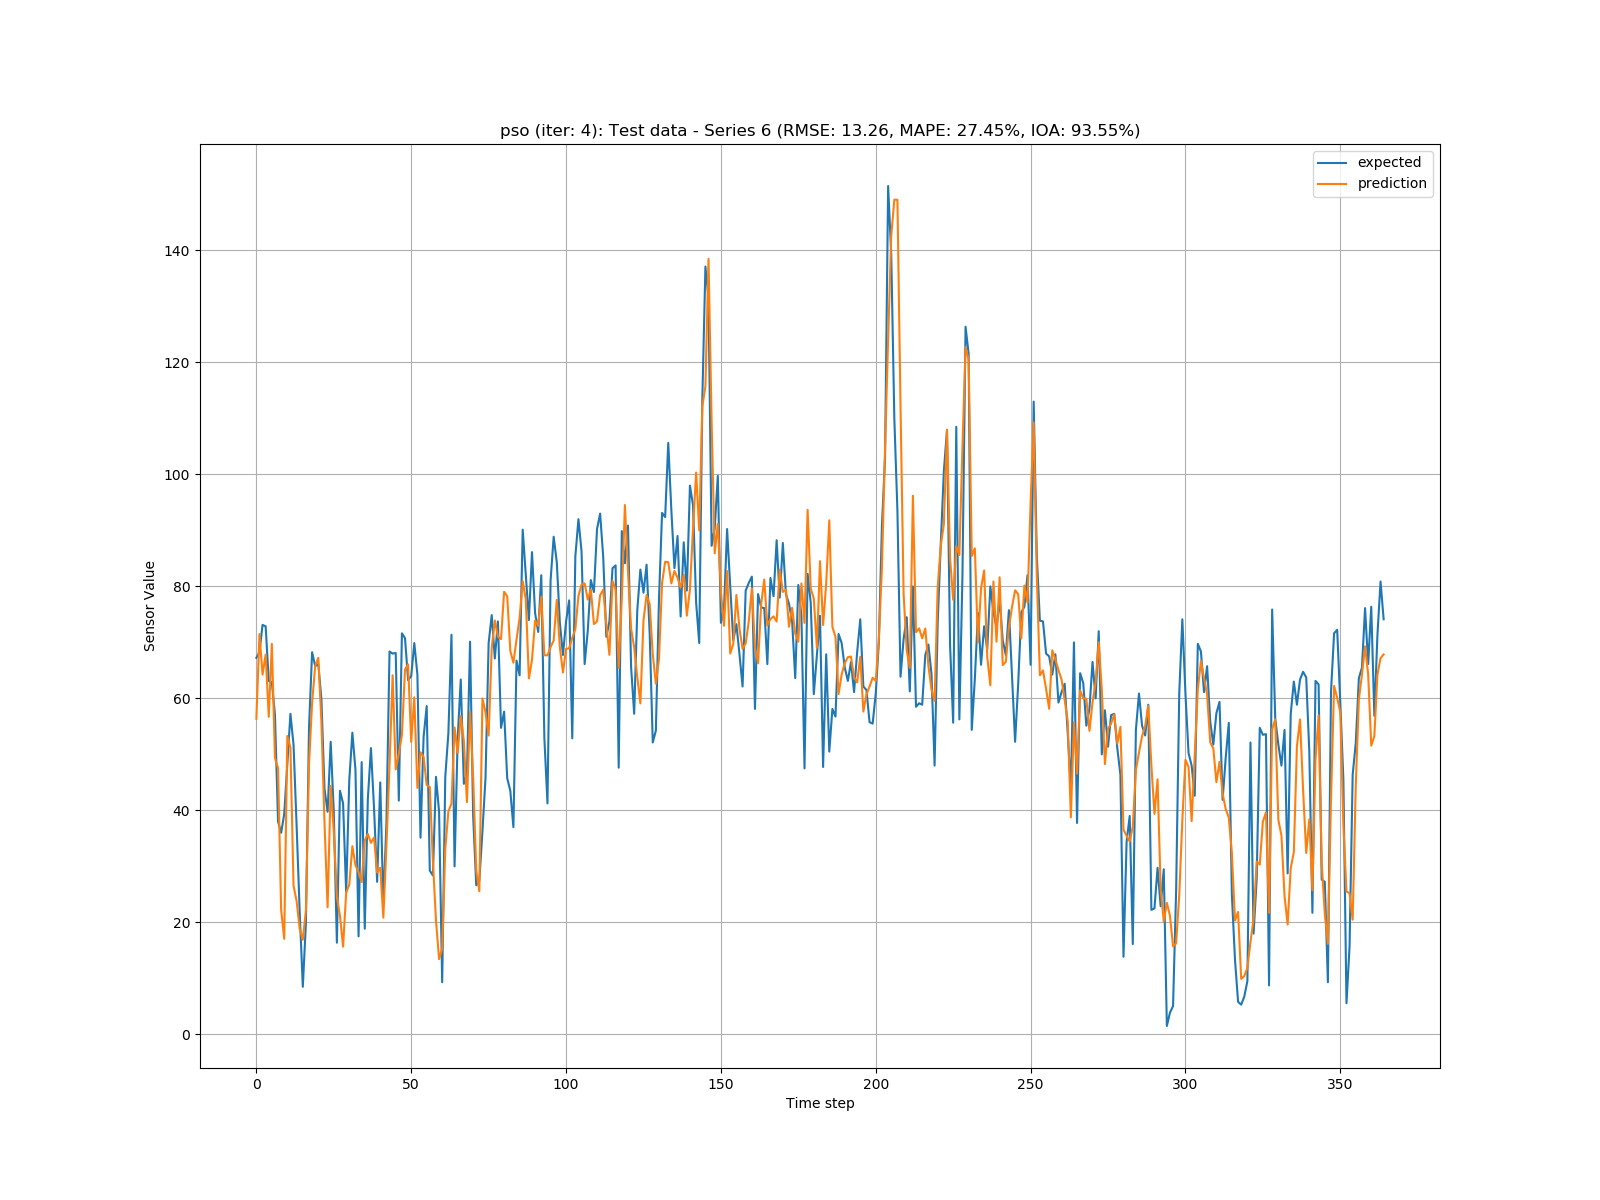 pso (iter: 4): Test data - Series 6 (RMSE: 13.26, MAPE: 27.45%, IOA: 93.55%)
expected
prediction
140
120
100
80
60
40
20
0
Sensor Value
0 50 100 150 200 250 300 350
Time step